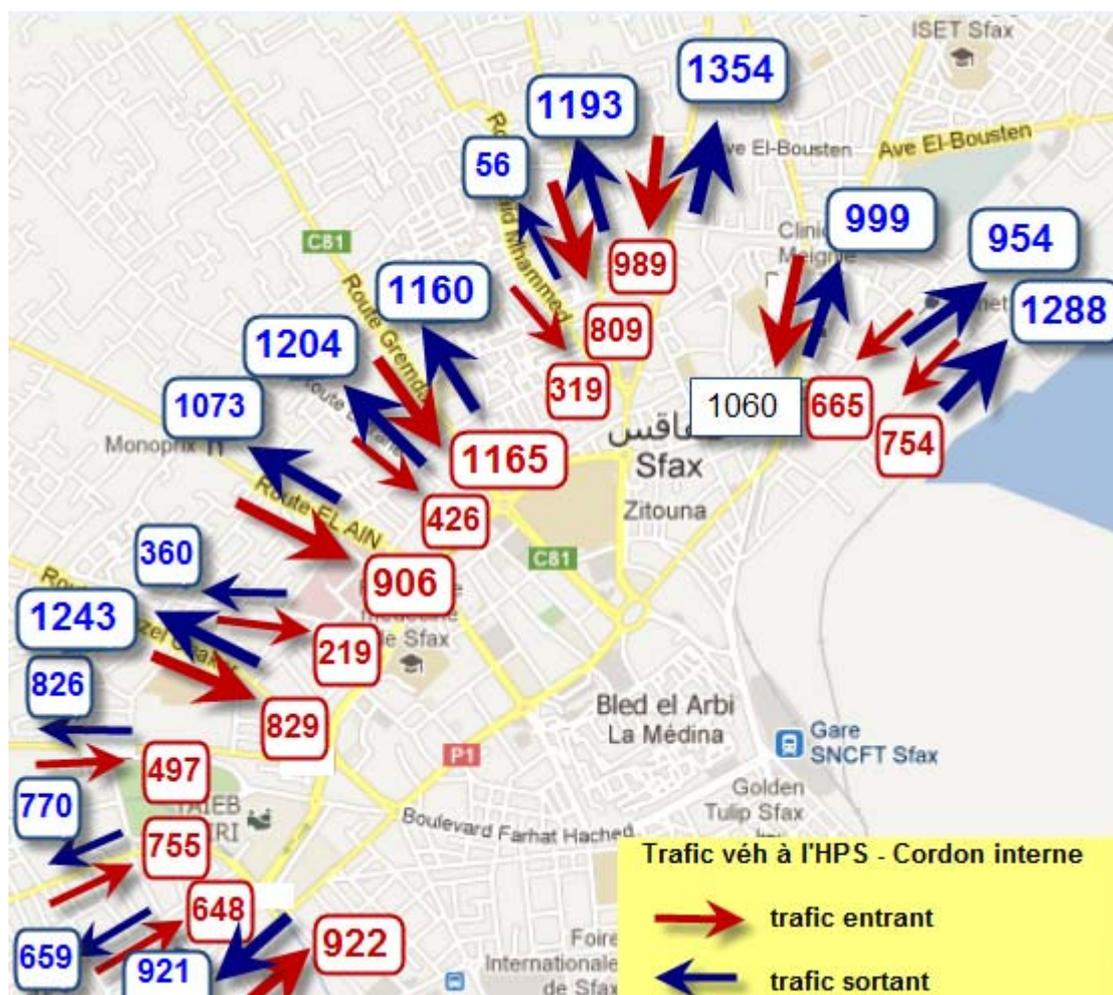 ISET Sfax
1354
1193
Ave El-Bousten
Ave El-Bousten
56
999
954
C81
989
1288
1160
809
1204
319
1060
665
1073
Monoprix
صفاقس
Sfax
754
1165
426
Zitouna
Route EL AIN
360
C81
906
1243
de Sfax
219
826
829
Bled el Arbi
La Médina
Gare
SNCFT Sfax
P1
497
770
TAIEB
Golden
Tulip Sfax
755
Boulevard Farhat Hached
Trafic véh à l'HPS - Cordon interne
648
trafic entrant
922
Foire
Internationale
de Sfax
659
921
trafic sortant